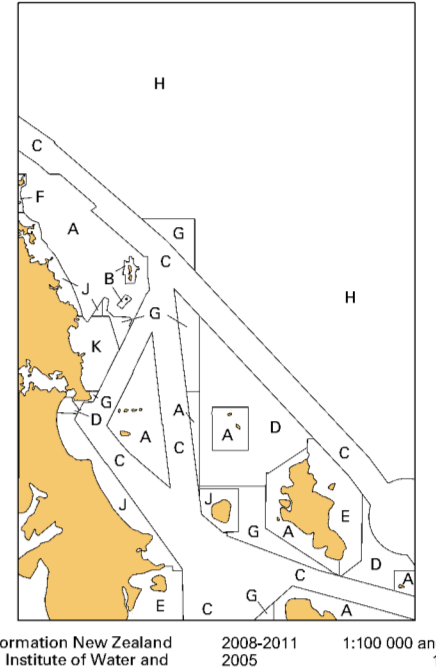 H
C
F
A
G
C
B
J
H
G
K
G
A
D
D
A
A
C
C
C
J
J
E
G
A
D
C
A
G
E
C
A
ormation New Zealand 2008-2011 1:100 000 an
Institute of Water and 2005